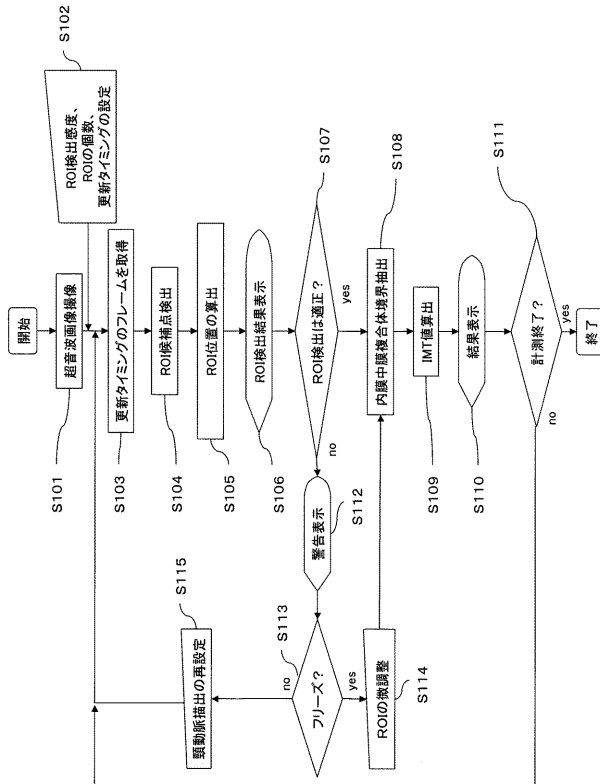 開始
S101
超音波画像撮像
S102
ROI検出感度、
ROIの個数、
更新タイミングの設定
S103
更新タイミングのフレームを取得
S104
ROI候補点検出
S105
ROI位置の算出
S106
ROI検出結果表示
S107
ROI検出は適正？
yes
no
S108
内膜中膜複合体境界抽出
S109
IMT値算出
S110
結果表示
S111
計測終了？
yes
no
終了
S112
警告表示
S113
フリーズ？
no
yes
S114
ROIの微調整
S115
頸動脈描出の再設定